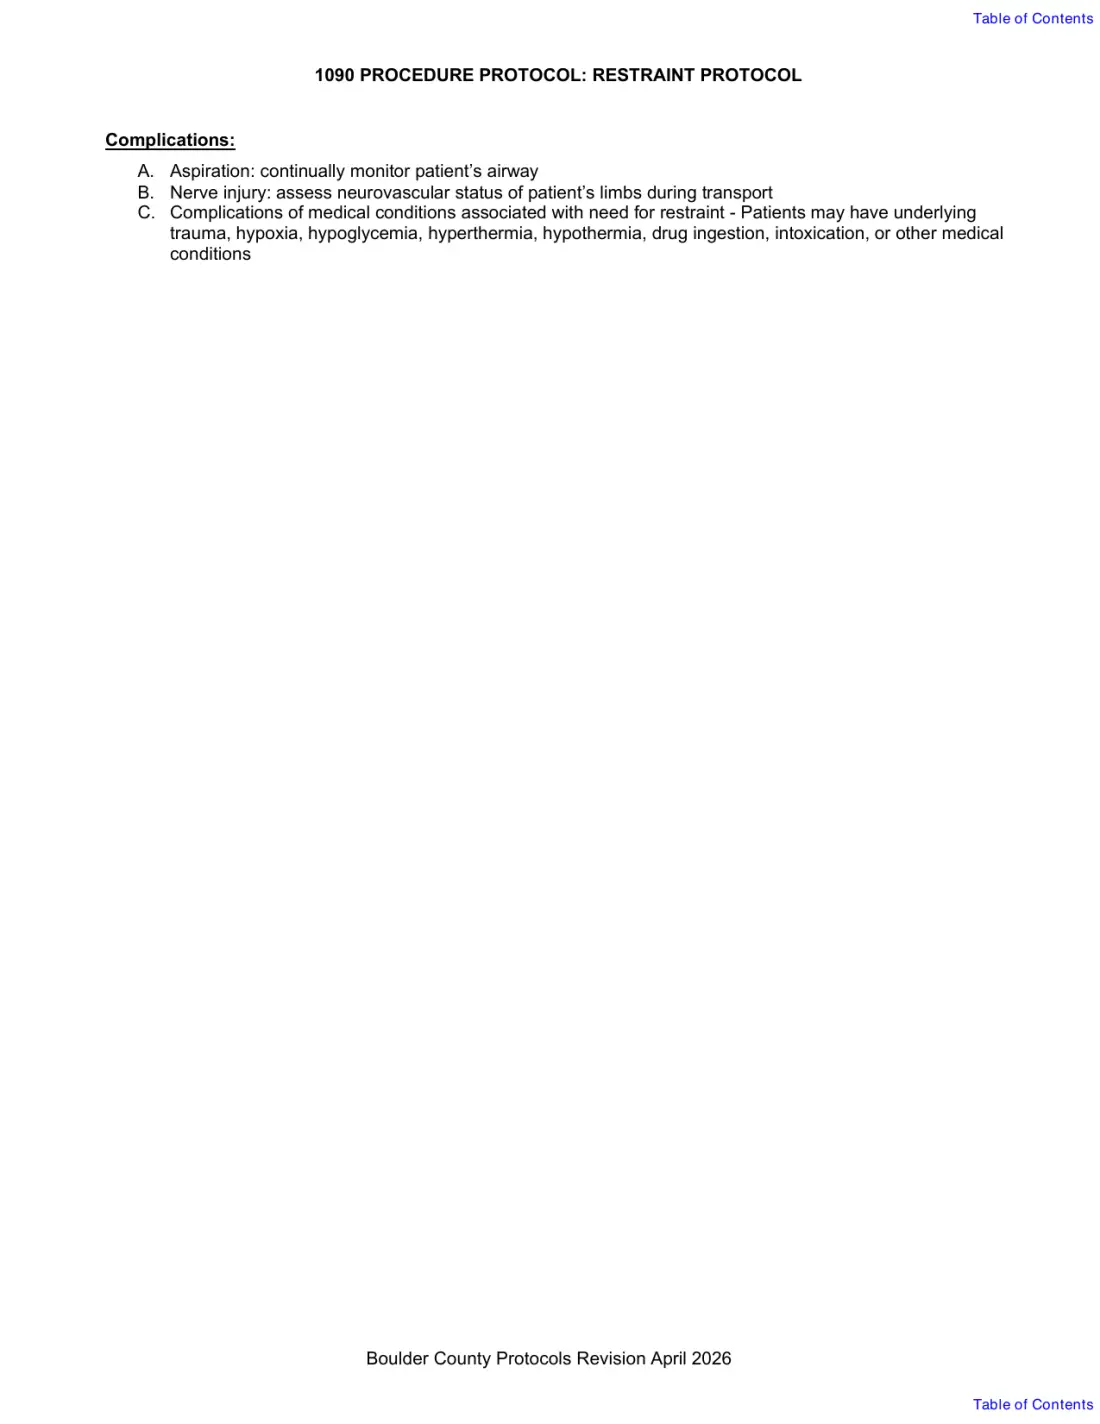 Table of Contents
1090 PROCEDURE PROTOCOL: RESTRAINT PROTOCOL
Complications:
A. Aspiration: continually monitor patient’s airway
B. Nerve injury: assess neurovascular status of patient’s limbs during transport
C. Complications of medical conditions associated with need for restraint - Patients may have underlying
trauma, hypoxia, hypoglycemia, hyperthermia, hypothermia, drug ingestion, intoxication, or other medical
conditions
Boulder County Protocols Revision April 2026
Table of Contents